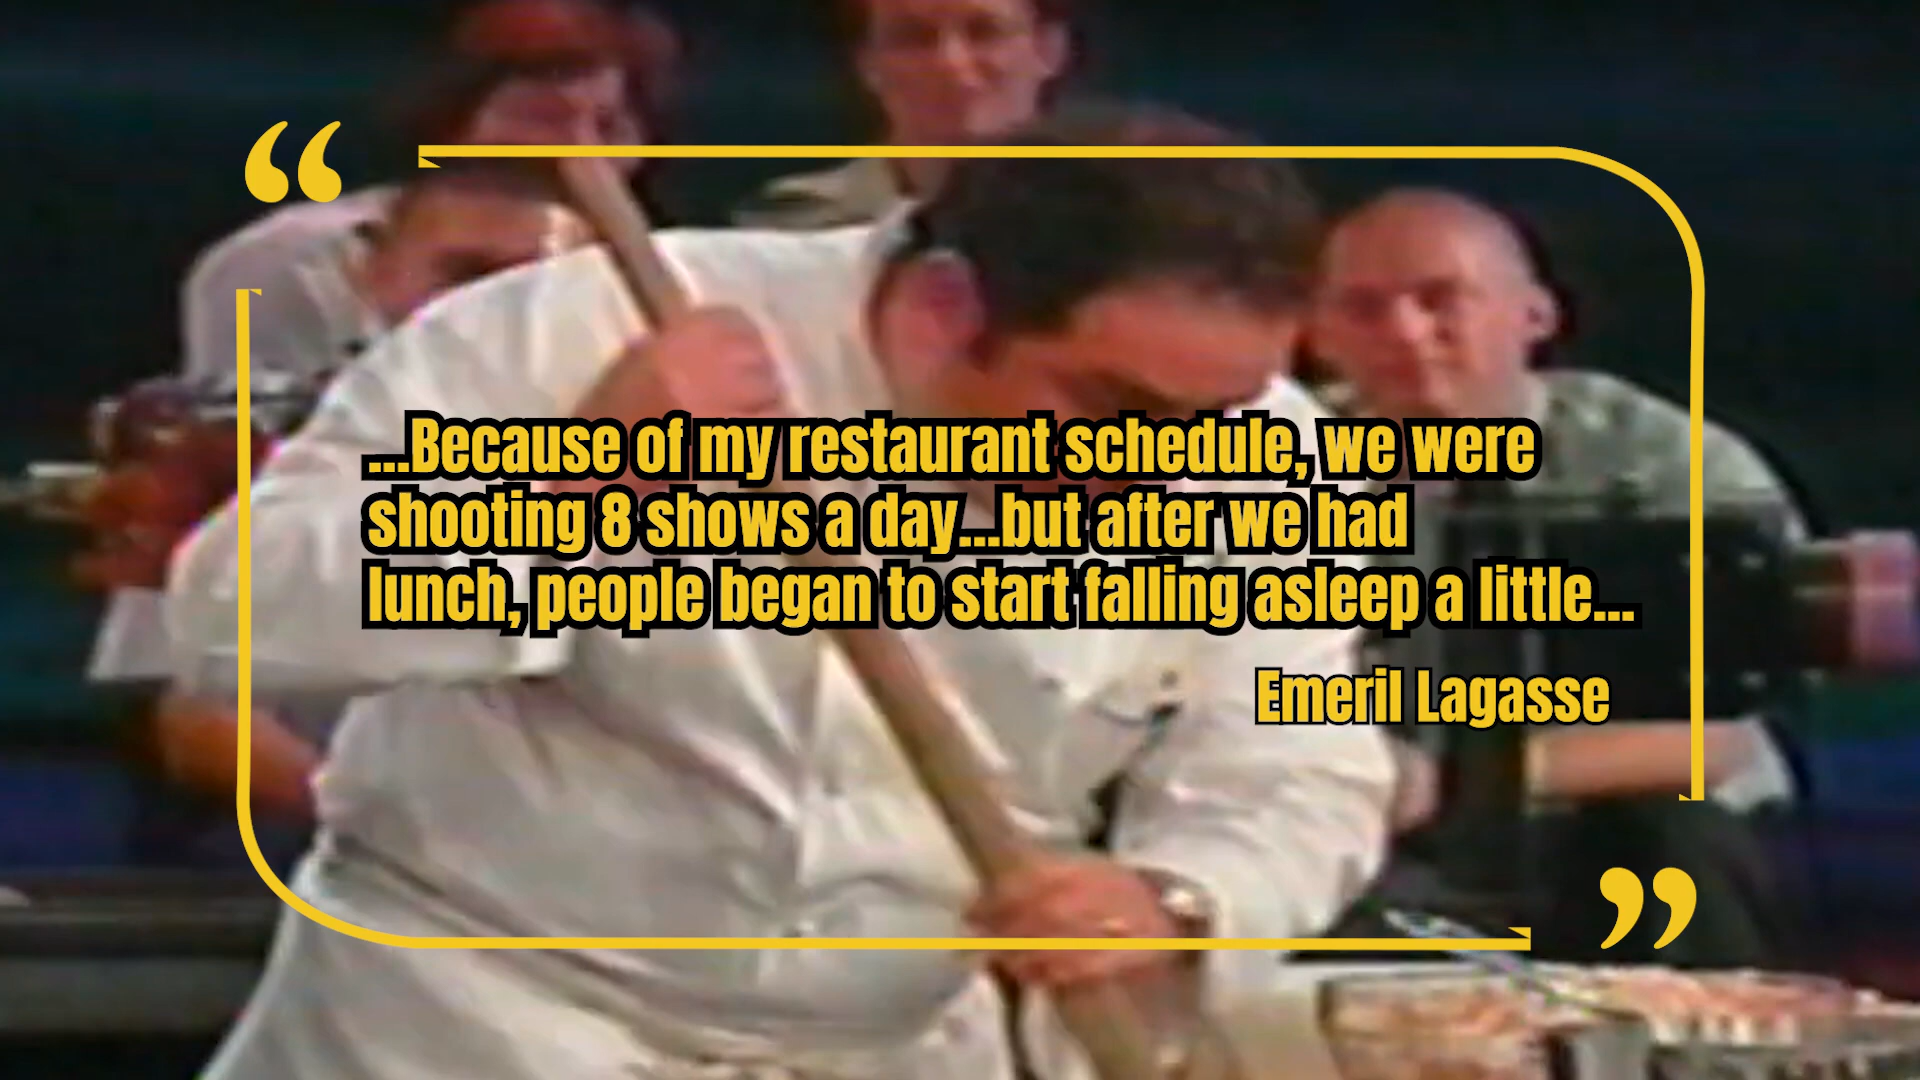 “
...Because of my restaurant schedule, we were
shooting 8 shows a day...but after we had
lunch, people began to start falling asleep a little...
Emeril Lagasse
”